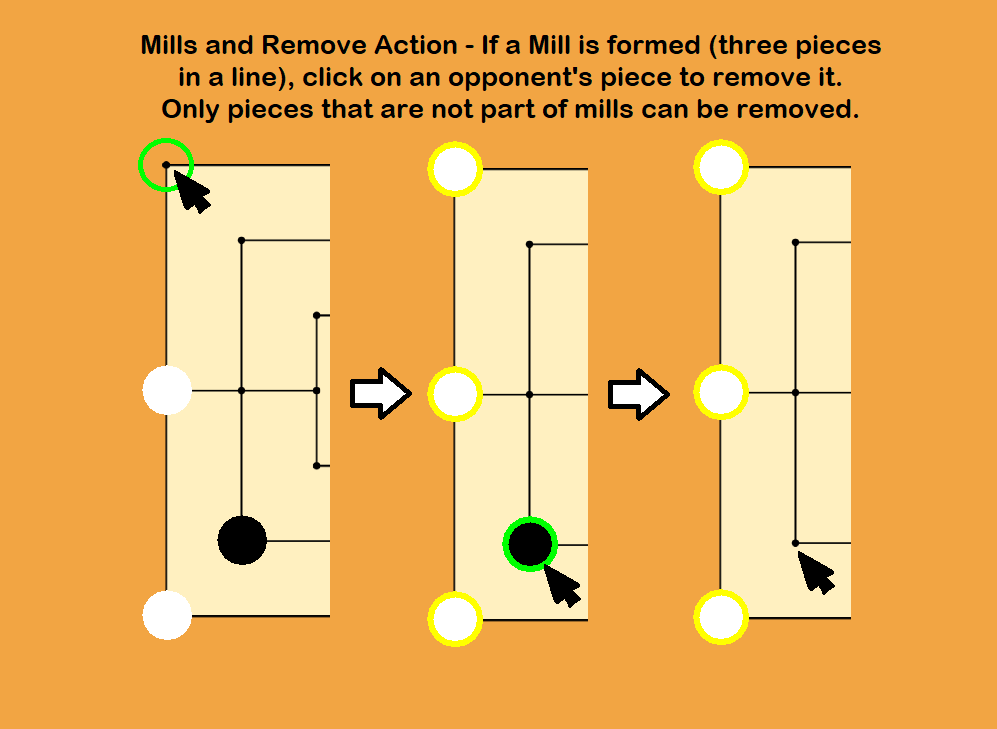 Mills and Remove Action - If a Mill is formed (three pieces
in a line), click on an opponent's piece to remove it.
Only pieces that are not part of mills can be removed.